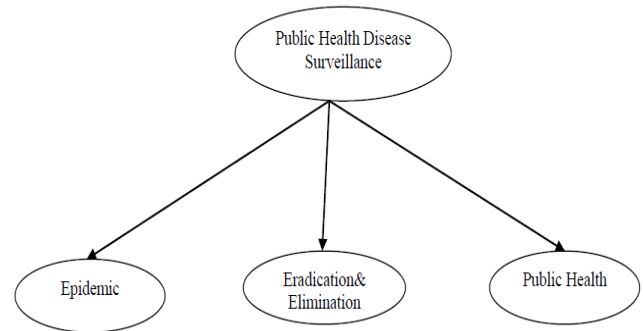 Public Health Disease
Surveillance
Epidemic
Eradication&
Elimination
Public Health